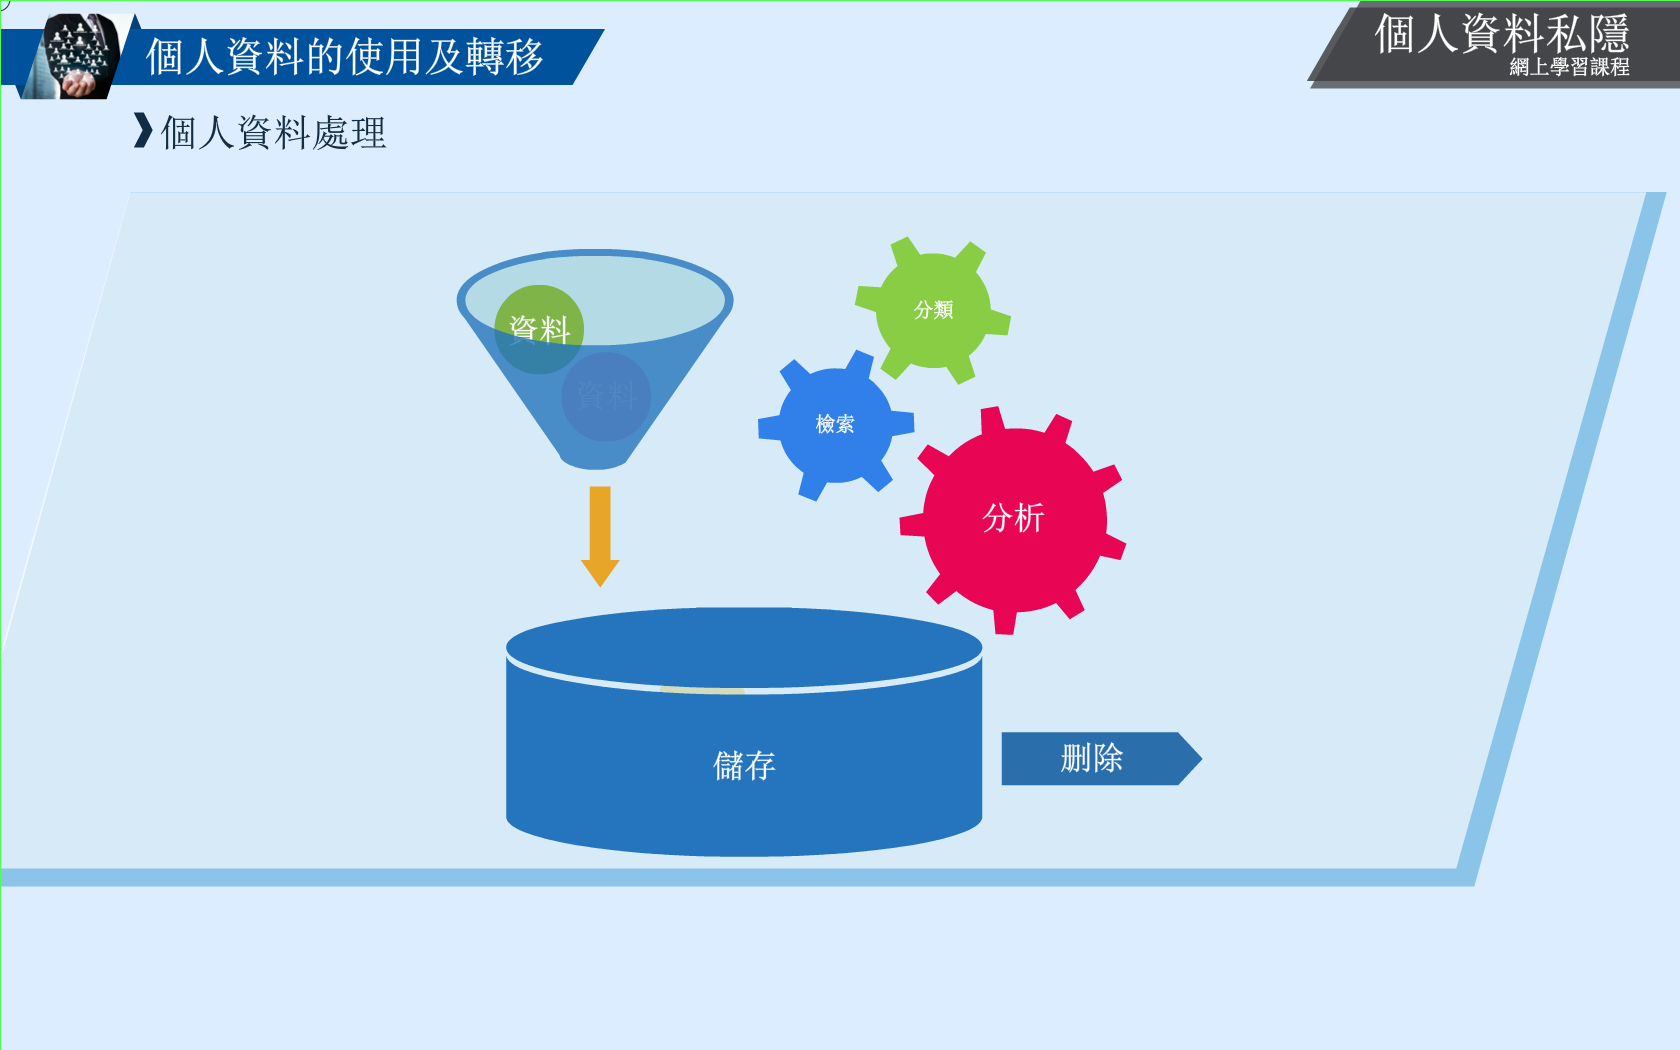 個人資料的使用及轉移
個人資料私隱
網上學習課程
個人資料處理
資料
資料
分類
檢索
分析
儲存
刪除